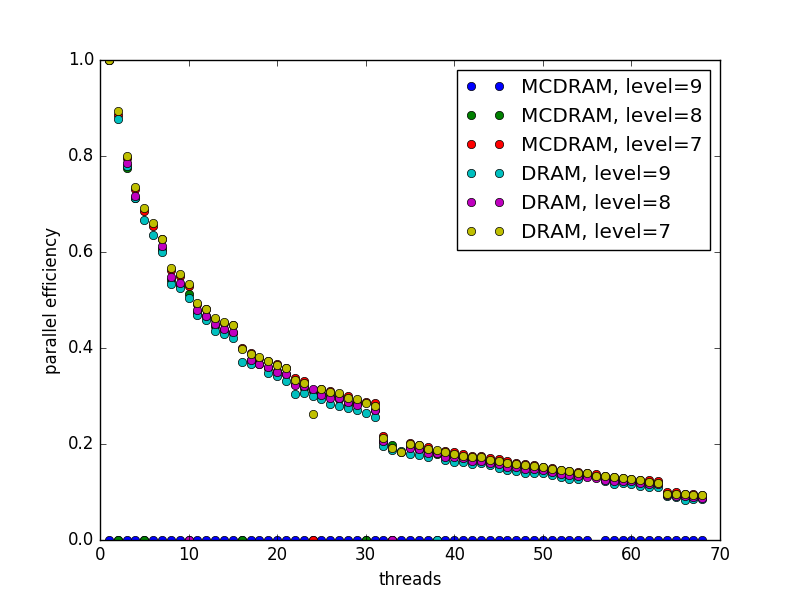 1.0
0.8
0.6
0.4
0.2
0.0
parallel efficiency
MCDRAM, level=9
MCDRAM, level=8
MCDRAM, level=7
DRAM, level=9
DRAM, level=8
DRAM, level=7
0 10 20 30 40 50 60 70
threads